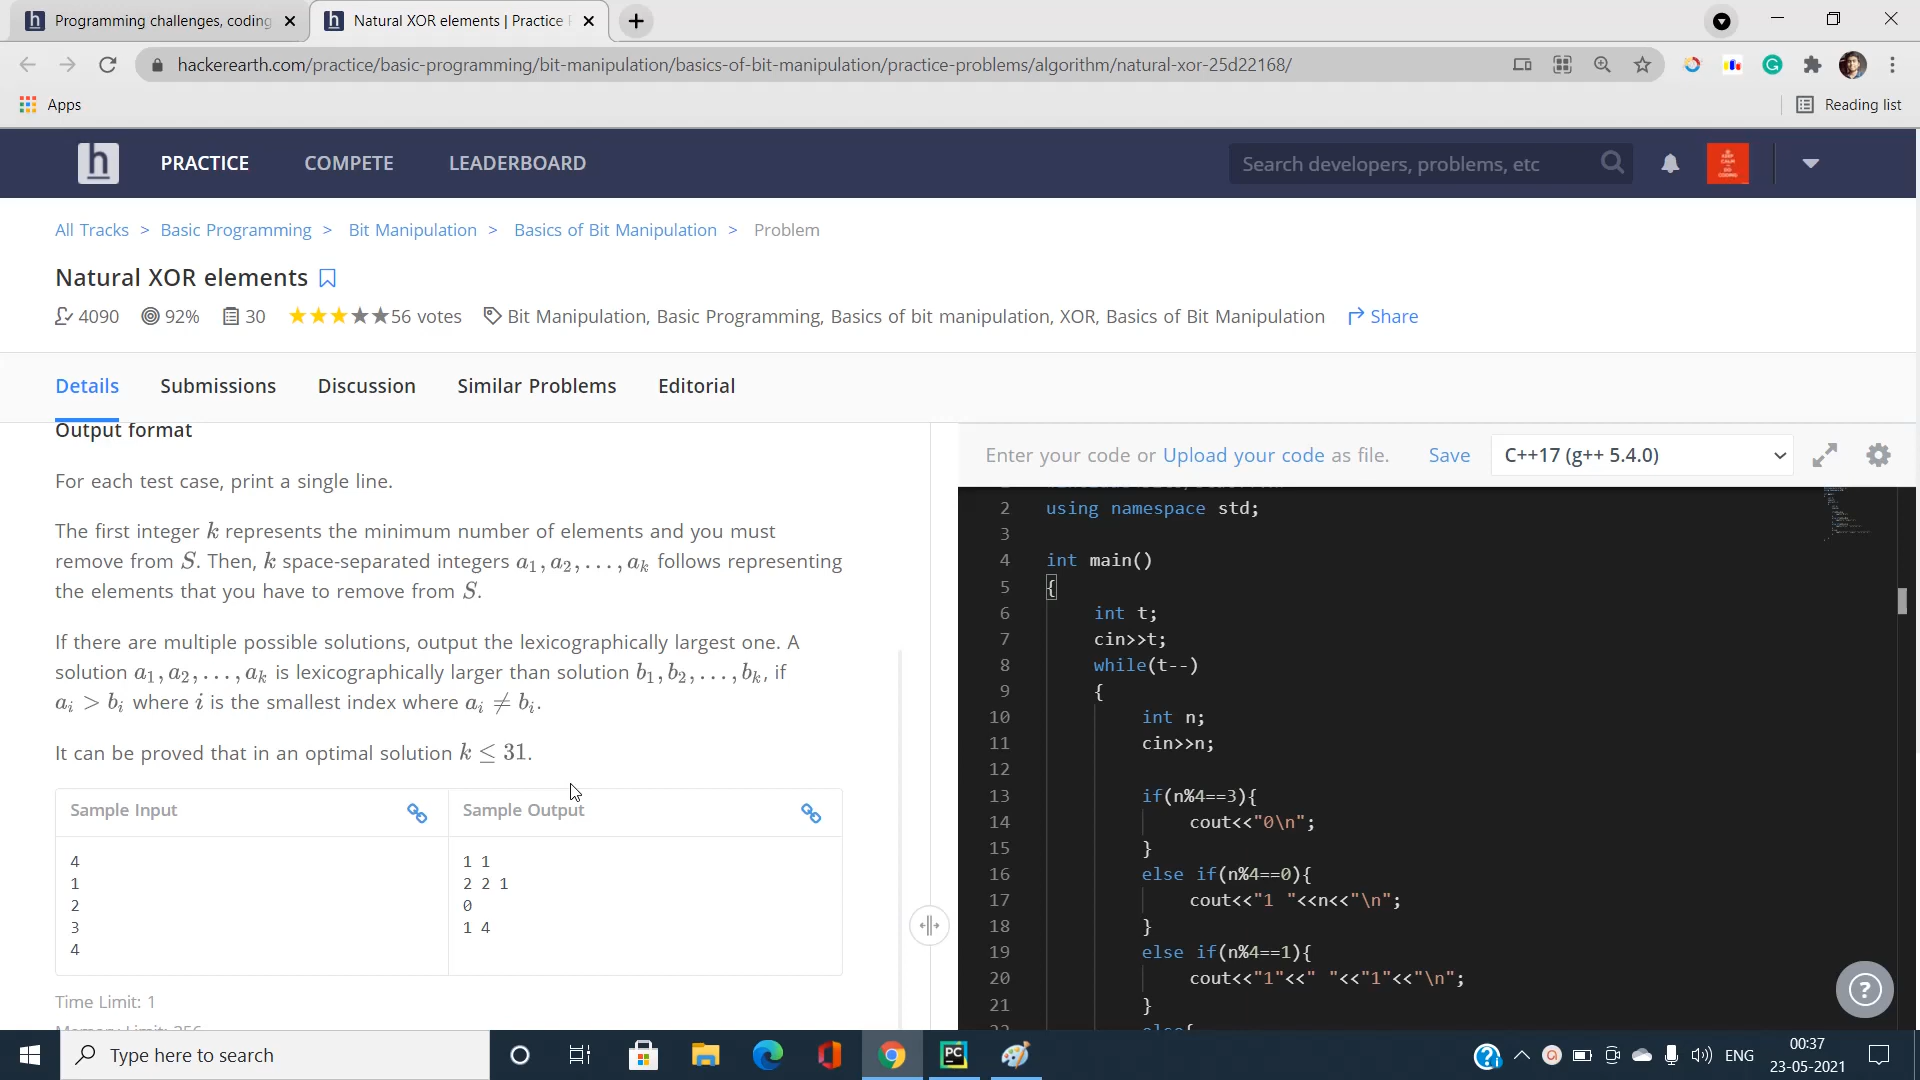 Programming challenges, coding
Natural XOR elements | Practice
hackerearth.com/practice/basic-programming/bit-manipulation/basics-of-bit-manipulation/practice-problems/algorithm/natural-xor-25d22168/
Apps
Reading list
h
PRACTICE
COMPETE
LEADERBOARD
Search developers, problems, etc
All Tracks > Basic Programming > Bit Manipulation > Basics of Bit Manipulation > Problem
Natural XOR elements
4090 92% 30 ★★★★★56 votes Bit Manipulation, Basic Programming, Basics of bit manipulation, XOR, Basics of Bit Manipulation Share
Details
Submissions
Discussion
Similar Problems
Editorial
Output format
For each test case, print a single line.
The first integer k represents the minimum number of elements and you must
remove from S. Then, k space-separated integers a1, a2, . . . , ak follows representing
the elements that you have to remove from S.
If there are multiple possible solutions, output the lexicographically largest one. A
solution a1, a2, . . . , ak is lexicographically larger than solution b1, b2, . . . , bk, if
ai > bi where i is the smallest index where ai ≠ bi.
It can be proved that in an optimal solution k ≤ 31.
Sample Input
4
1
2
3
4
Sample Output
1 1
2 2 1
0
1 4
Time Limit: 1
Memory Limit: 256
Enter your code or Upload your code as file.
Save
C++17 (g++ 5.4.0)
2 using namespace std;
3
4 int main()
5 {
6 int t;
7 cin>>t;
8 while(t--)
9 {
10 int n;
11 cin>>n;
12
13 if(n%4==3){
14 cout<<"0\n";
15 }
16 else if(n%4==0){
17 cout<<"1 "<<n<<"\n";
18 }
19 else if(n%4==1){
20 cout<<"1"<<" "<<"1"<<"\n";
21 }
22 else{
?
Type here to search
PC
ENG
00:37
23-05-2021